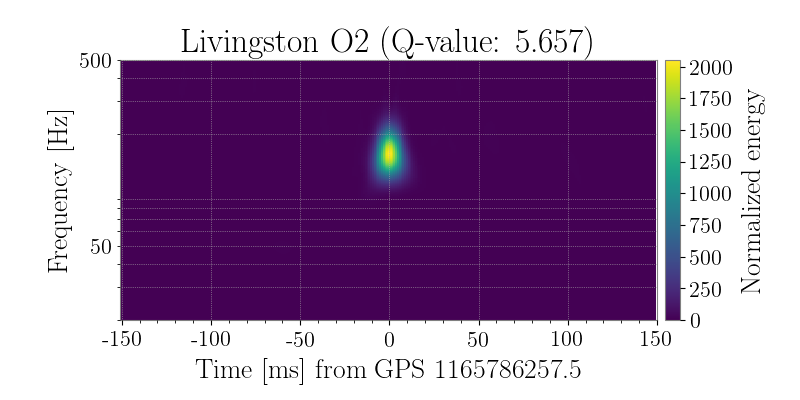 Livingston O2 (Q-value: 5.657)
500
50
Frequency [Hz]
-150 -100 -50 0 50 100 150
Time [ms] from GPS 1165786257.5
2000
1750
1500
1250
1000
750
500
250
0
Normalized energy